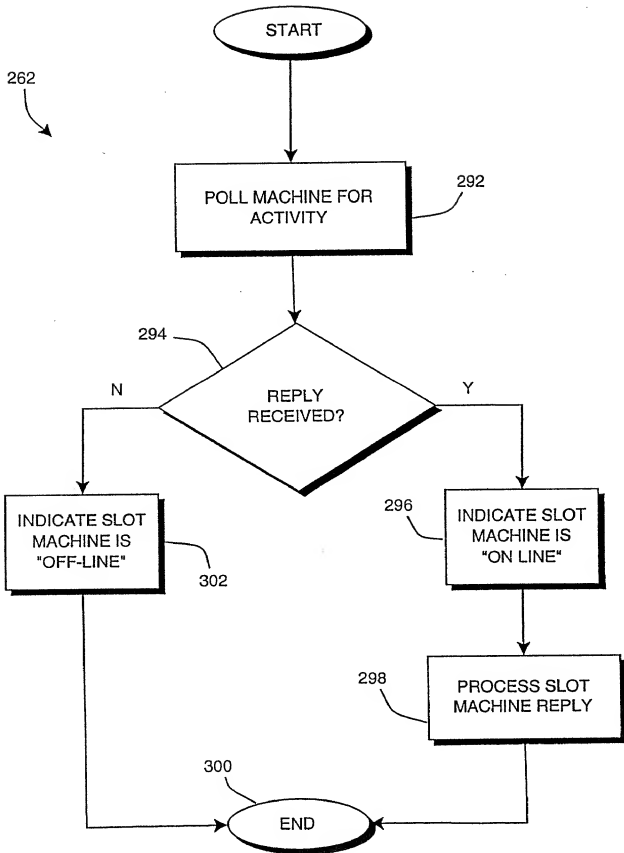 START
262
POLL MACHINE FOR
ACTIVITY
292
294
N
REPLY
RECEIVED?
Y
INDICATE SLOT
MACHINE IS
"OFF-LINE"
302
296
INDICATE SLOT
MACHINE IS
"ON LINE"
298
PROCESS SLOT
MACHINE REPLY
300
END